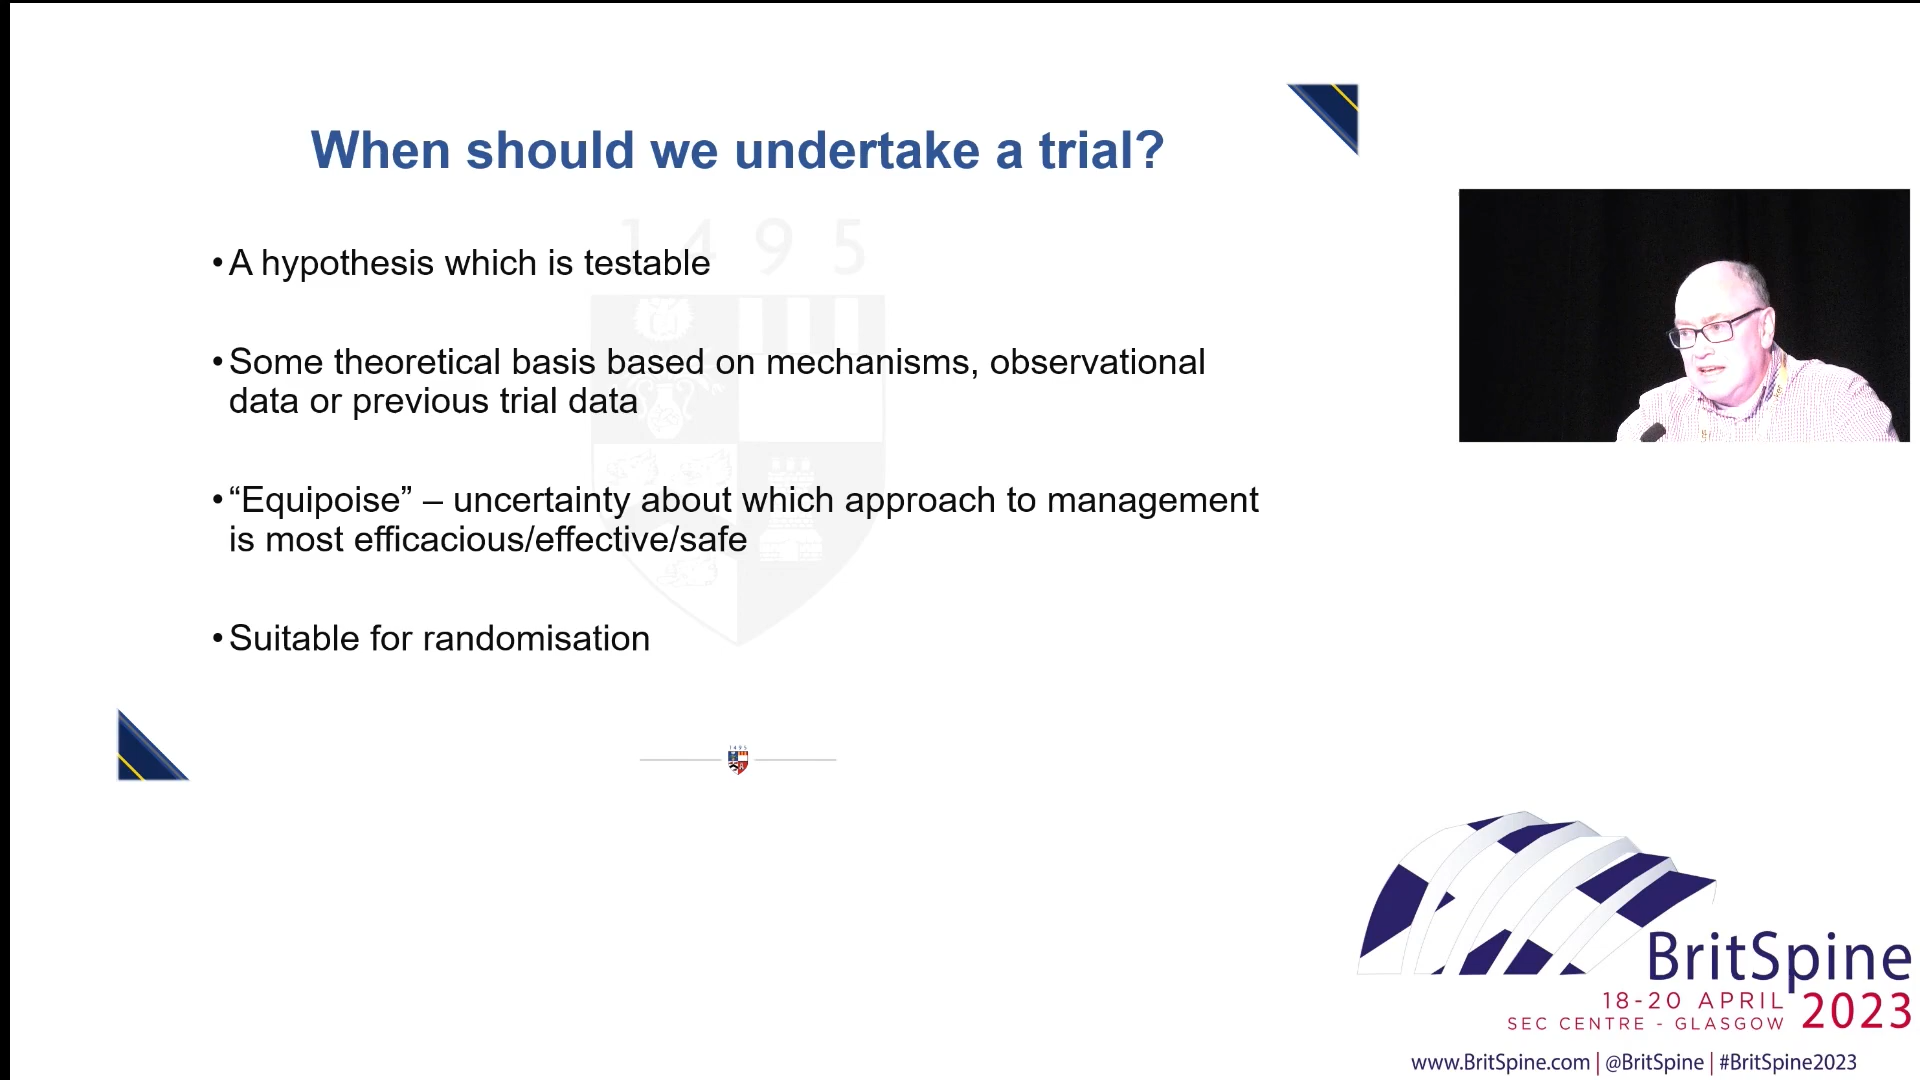 When should we undertake a trial?
1495
• A hypothesis which is testable
• Some theoretical basis based on mechanisms, observational
data or previous trial data
• “Equipoise” – uncertainty about which approach to management
is most efficacious/effective/safe
• Suitable for randomisation
1495
BritSpine
18-20 APRIL 2023
SEC CENTRE - GLASGOW
www.BritSpine.com | @BritSpine | #BritSpine2023